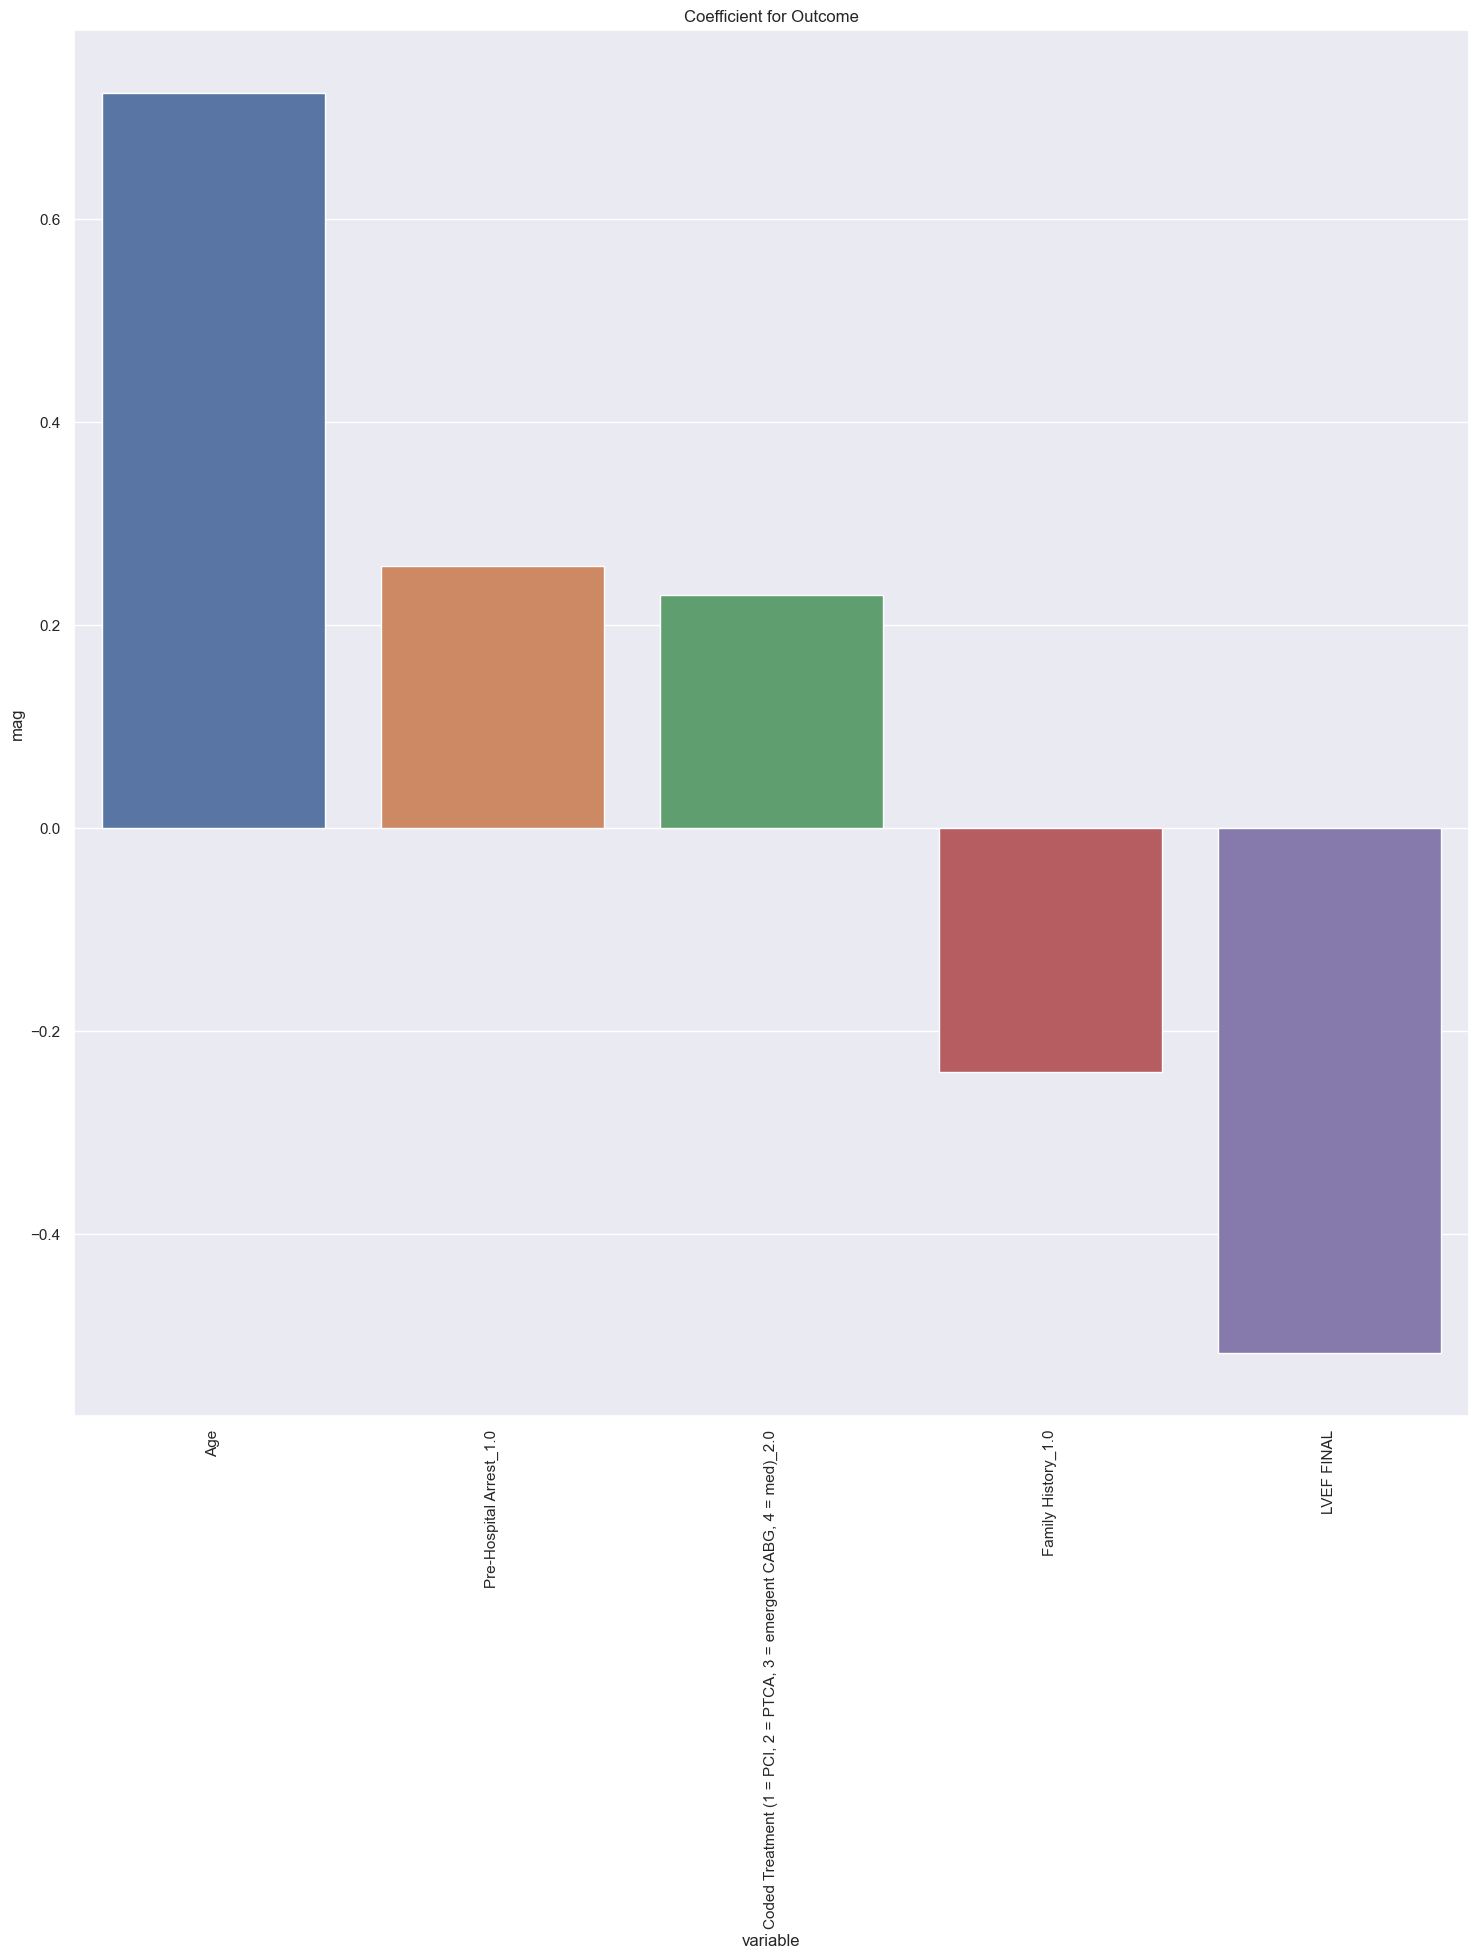 Coefficient for Outcome
mag
0.6
0.4
0.2
0.0
−0.2
−0.4
Age
Pre-Hospital Arrest_1.0
Coded Treatment (1 = PCI, 2 = PTCA, 3 = emergent CABG, 4 = med)_2.0
Family History_1.0
LVEF FINAL
variable